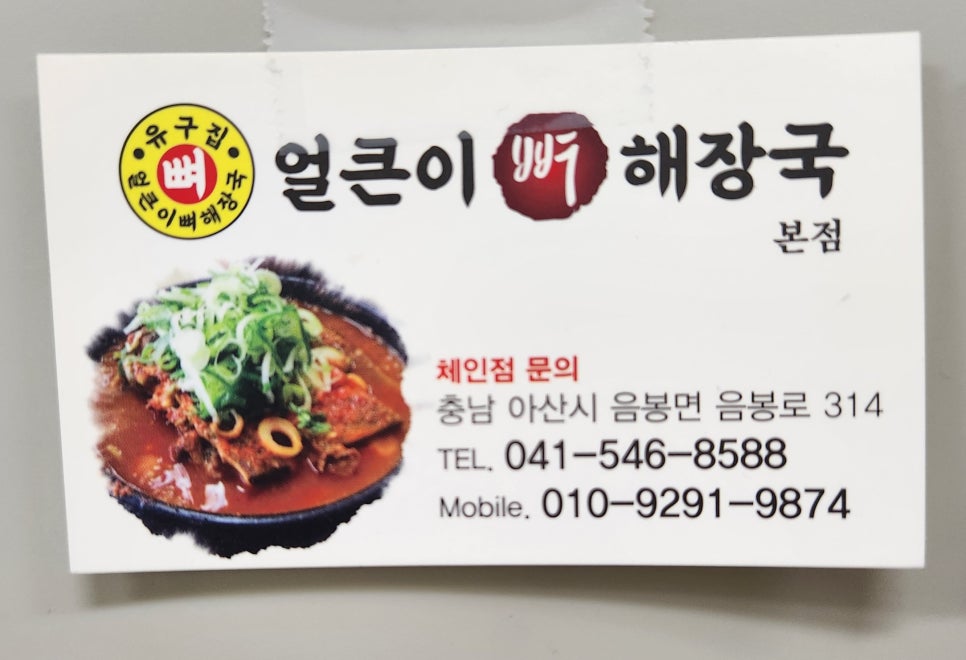 유구집
뼈
얼큰이뼈해장국
얼큰이 뼈 해장국
본점
체인점 문의
충남 아산시 음봉면 음봉로 314
TEL. 041-546-8588
Mobile. 010-9291-9874